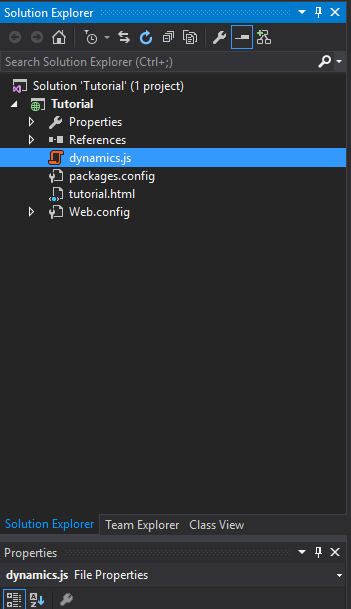 Solution Explorer
Search Solution Explorer (Ctrl+;)
Solution 'Tutorial' (1 project)
Tutorial
Properties
References
dynamics.js
packages.config
tutorial.html
Web.config
Solution Explorer Team Explorer Class View
Properties
dynamics.js File Properties